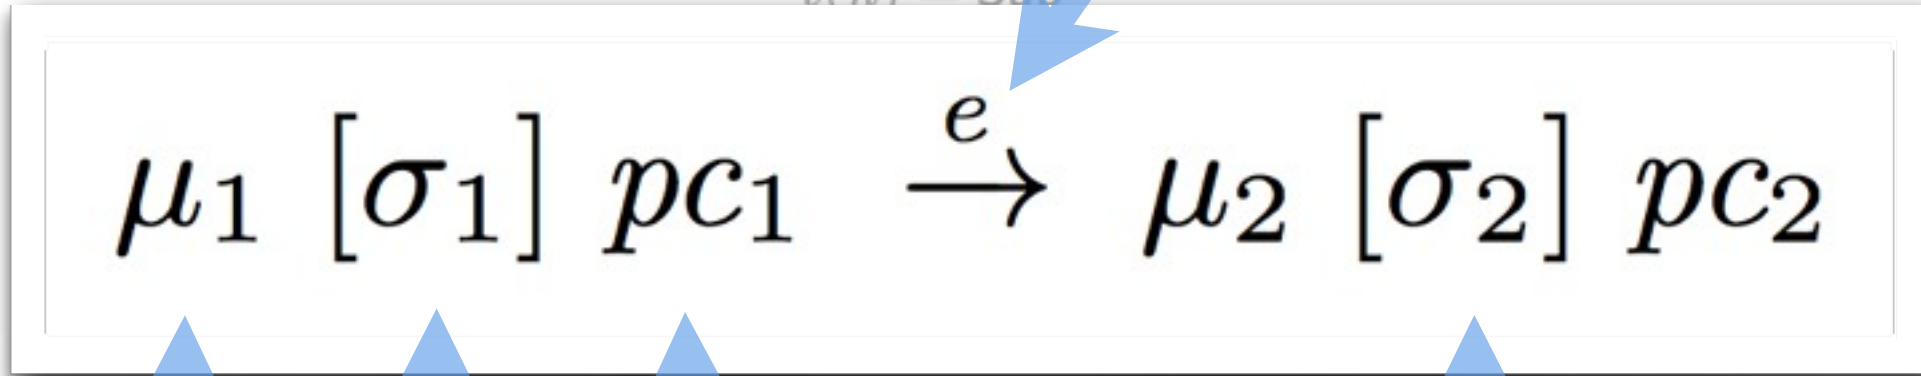 μ₁ [σ₁] pc₁ —e→ μ₂ [σ₂] pc₂